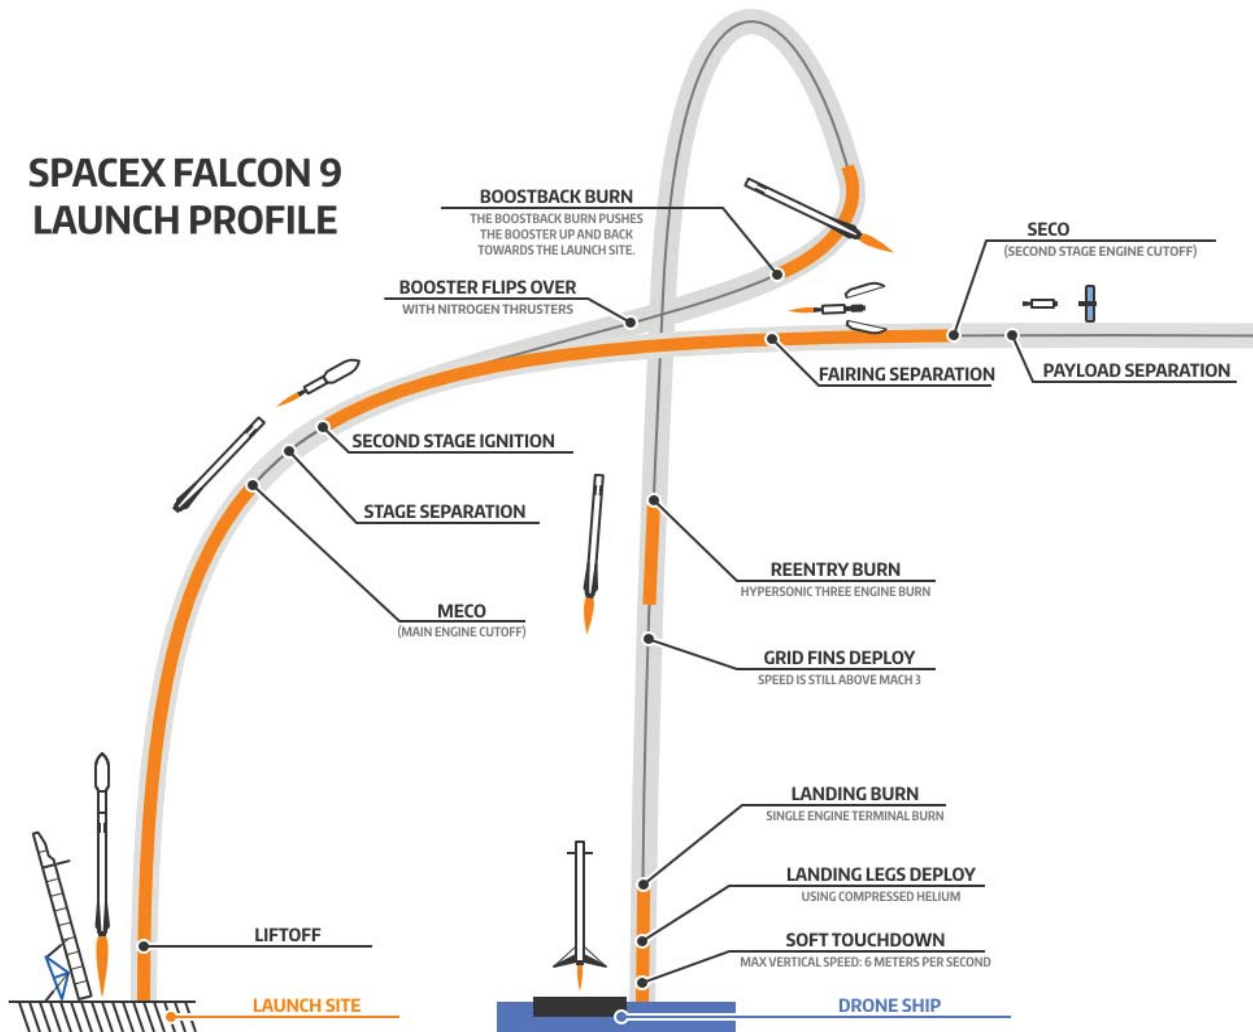 SPACEX FALCON 9
LAUNCH PROFILE
BOOSTBACK BURN
THE BOOSTBACK BURN PUSHES
THE BOOSTER UP AND BACK
TOWARDS THE LAUNCH SITE.
BOOSTER FLIPS OVER
WITH NITROGEN THRUSTERS
SECO
(SECOND STAGE ENGINE CUTOFF)
FAIRING SEPARATION
PAYLOAD SEPARATION
SECOND STAGE IGNITION
STAGE SEPARATION
MECO
(MAIN ENGINE CUTOFF)
REENTRY BURN
HYPERSONIC THREE ENGINE BURN
GRID FINS DEPLOY
SPEED IS STILL ABOVE MACH 3
LANDING BURN
SINGLE ENGINE TERMINAL BURN
LANDING LEGS DEPLOY
USING COMPRESSED HELIUM
LIFTOFF
SOFT TOUCHDOWN
MAX VERTICAL SPEED: 6 METERS PER SECOND
LAUNCH SITE
DRONE SHIP